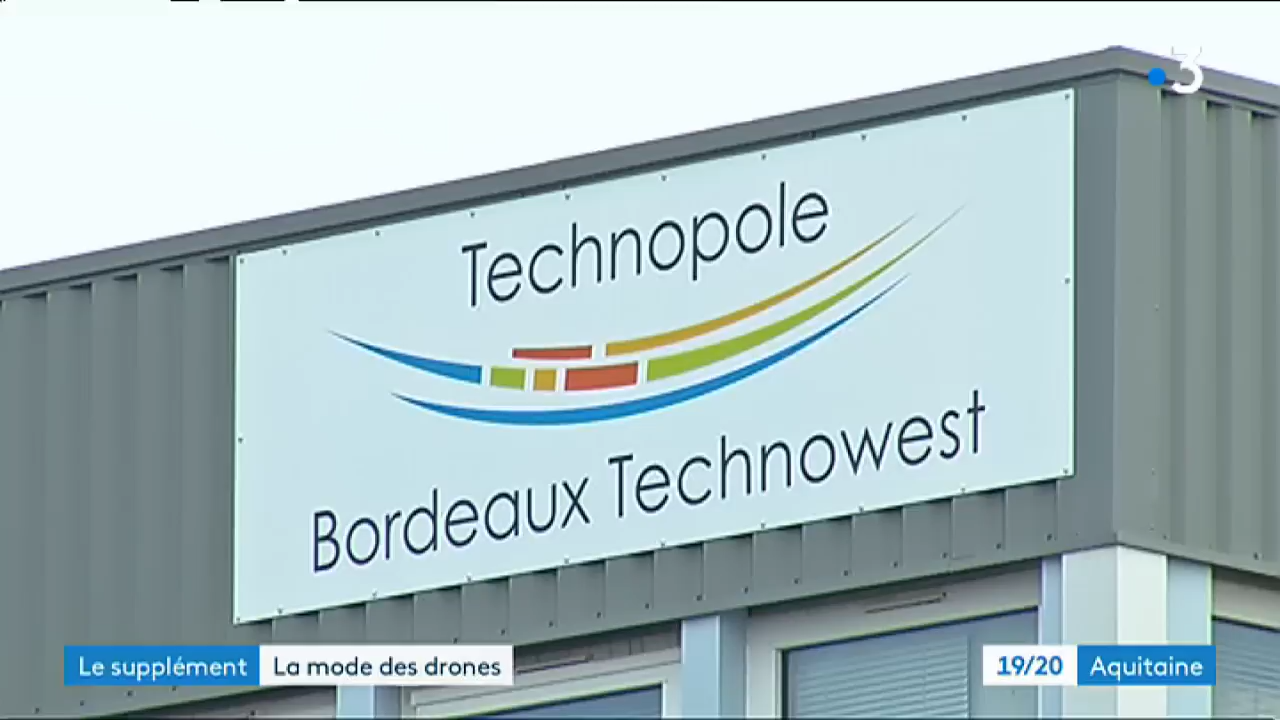 3
Technopole
Bordeaux Technowest
Le supplément La mode des drones
19/20 Aquitaine